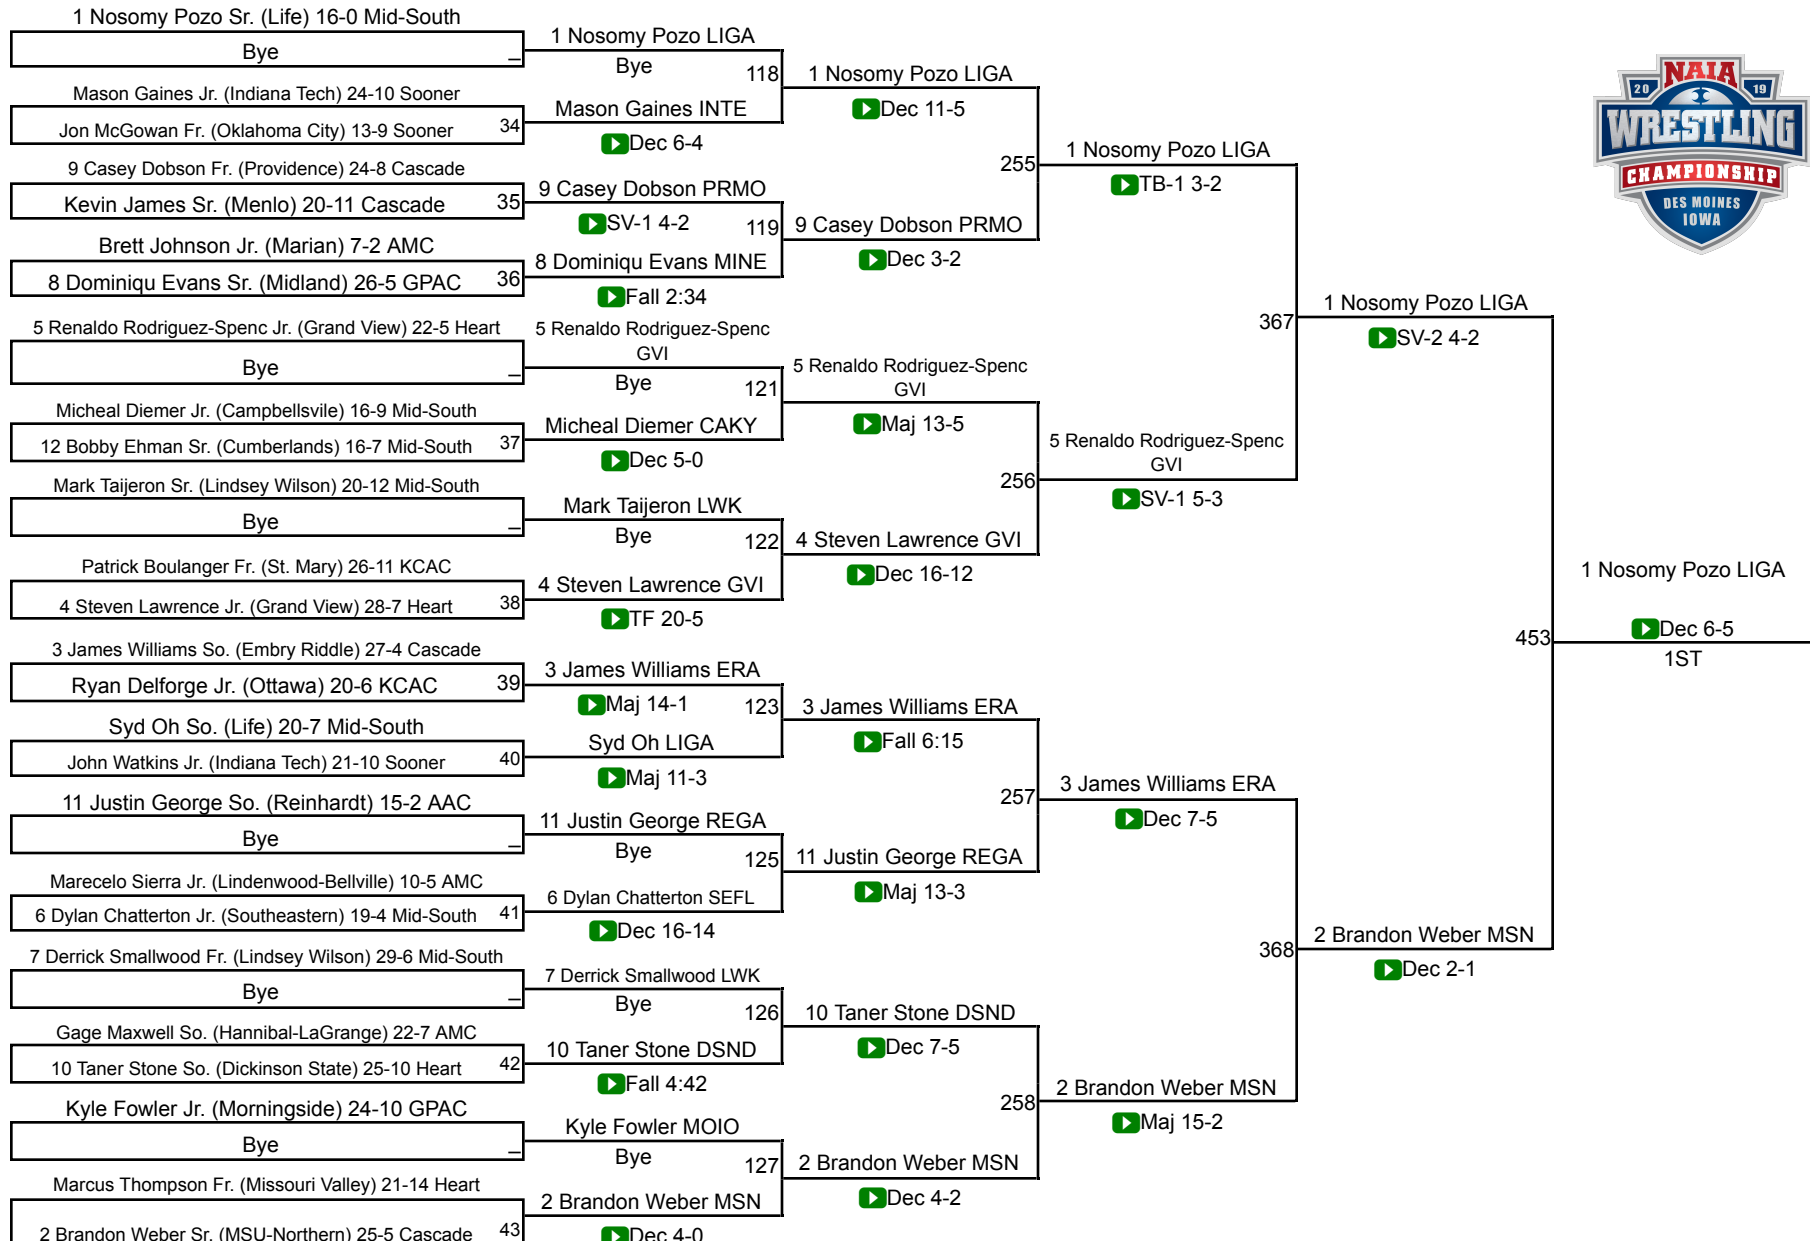 1 Nosomy Pozo Sr. (Life) 16-0 Mid-South
Bye
_
Mason Gaines Jr. (Indiana Tech) 24-10 Sooner
Jon McGowan Fr. (Oklahoma City) 13-9 Sooner
34
9 Casey Dobson Fr. (Providence) 24-8 Cascade
Kevin James Sr. (Menlo) 20-11 Cascade
35
Brett Johnson Jr. (Marian) 7-2 AMC
8 Dominiqu Evans Sr. (Midland) 26-5 GPAC
36
5 Renaldo Rodriguez-Spenc Jr. (Grand View) 22-5 Heart
Bye
_
Micheal Diemer Jr. (Campbellsvile) 16-9 Mid-South
12 Bobby Ehman Sr. (Cumberlands) 16-7 Mid-South
37
Mark Taijeron Sr. (Lindsey Wilson) 20-12 Mid-South
Bye
_
Patrick Boulanger Fr. (St. Mary) 26-11 KCAC
4 Steven Lawrence Jr. (Grand View) 28-7 Heart
38
3 James Williams So. (Embry Riddle) 27-4 Cascade
Ryan Delforge Jr. (Ottawa) 20-6 KCAC
39
Syd Oh So. (Life) 20-7 Mid-South
John Watkins Jr. (Indiana Tech) 21-10 Sooner
40
11 Justin George So. (Reinhardt) 15-2 AAC
Bye
_
Marecelo Sierra Jr. (Lindenwood-Bellville) 10-5 AMC
6 Dylan Chatterton Jr. (Southeastern) 19-4 Mid-South
41
7 Derrick Smallwood Fr. (Lindsey Wilson) 29-6 Mid-South
Bye
_
Gage Maxwell So. (Hannibal-LaGrange) 22-7 AMC
10 Taner Stone So. (Dickinson State) 25-10 Heart
42
Kyle Fowler Jr. (Morningside) 24-10 GPAC
Bye
_
Marcus Thompson Fr. (Missouri Valley) 21-14 Heart
2 Brandon Weber Sr. (MSU-Northern) 25-5 Cascade
43
1 Nosomy Pozo LIGA
Bye
118
Mason Gaines INTE
Dec 6-4
9 Casey Dobson PRMO
SV-1 4-2
119
8 Dominiqu Evans MINE
Fall 2:34
5 Renaldo Rodriguez-Spenc
GVI
Bye
121
Micheal Diemer CAKY
Dec 5-0
Mark Taijeron LWK
Bye
122
4 Steven Lawrence GVI
TF 20-5
3 James Williams ERA
Maj 14-1
123
Syd Oh LIGA
Maj 11-3
11 Justin George REGA
Bye
125
6 Dylan Chatterton SEFL
Dec 16-14
7 Derrick Smallwood LWK
Bye
126
10 Taner Stone DSND
Fall 4:42
Kyle Fowler MOIO
Bye
127
2 Brandon Weber MSN
Dec 4-0
1 Nosomy Pozo LIGA
Dec 11-5
255
9 Casey Dobson PRMO
Dec 3-2
5 Renaldo Rodriguez-Spenc
GVI
Maj 13-5
256
4 Steven Lawrence GVI
Dec 16-12
3 James Williams ERA
Fall 6:15
257
11 Justin George REGA
Maj 13-3
10 Taner Stone DSND
Dec 7-5
258
2 Brandon Weber MSN
Dec 4-2
1 Nosomy Pozo LIGA
TB-1 3-2
367
5 Renaldo Rodriguez-Spenc
GVI
SV-1 5-3
3 James Williams ERA
Dec 7-5
368
2 Brandon Weber MSN
Maj 15-2
1 Nosomy Pozo LIGA
SV-2 4-2
453
2 Brandon Weber MSN
Dec 2-1
1 Nosomy Pozo LIGA
Dec 6-5
1ST
NAIA
20 19
WRESTLING
CHAMPIONSHIP
DES MOINES
IOWA